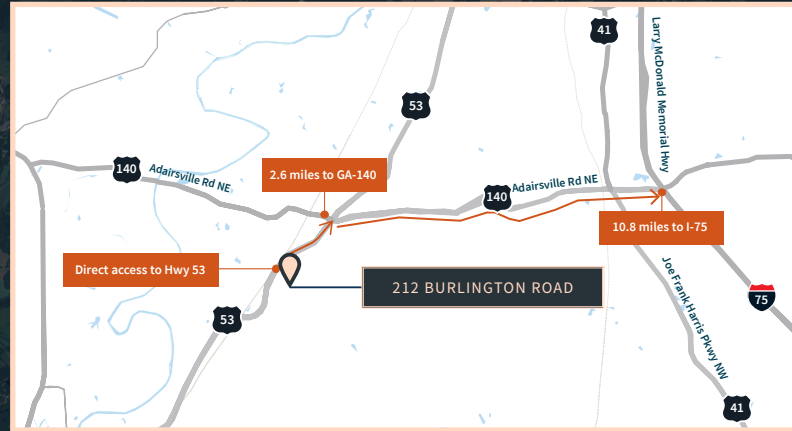 41
Larry McDonald Memorial Hwy
53
140
Adairsville Rd NE
2.6 miles to GA-140
140
Adairsville Rd NE
10.8 miles to I-75
Direct access to Hwy 53
212 BURLINGTON ROAD
75
53
Joe Frank Harris Pkwy NW
41